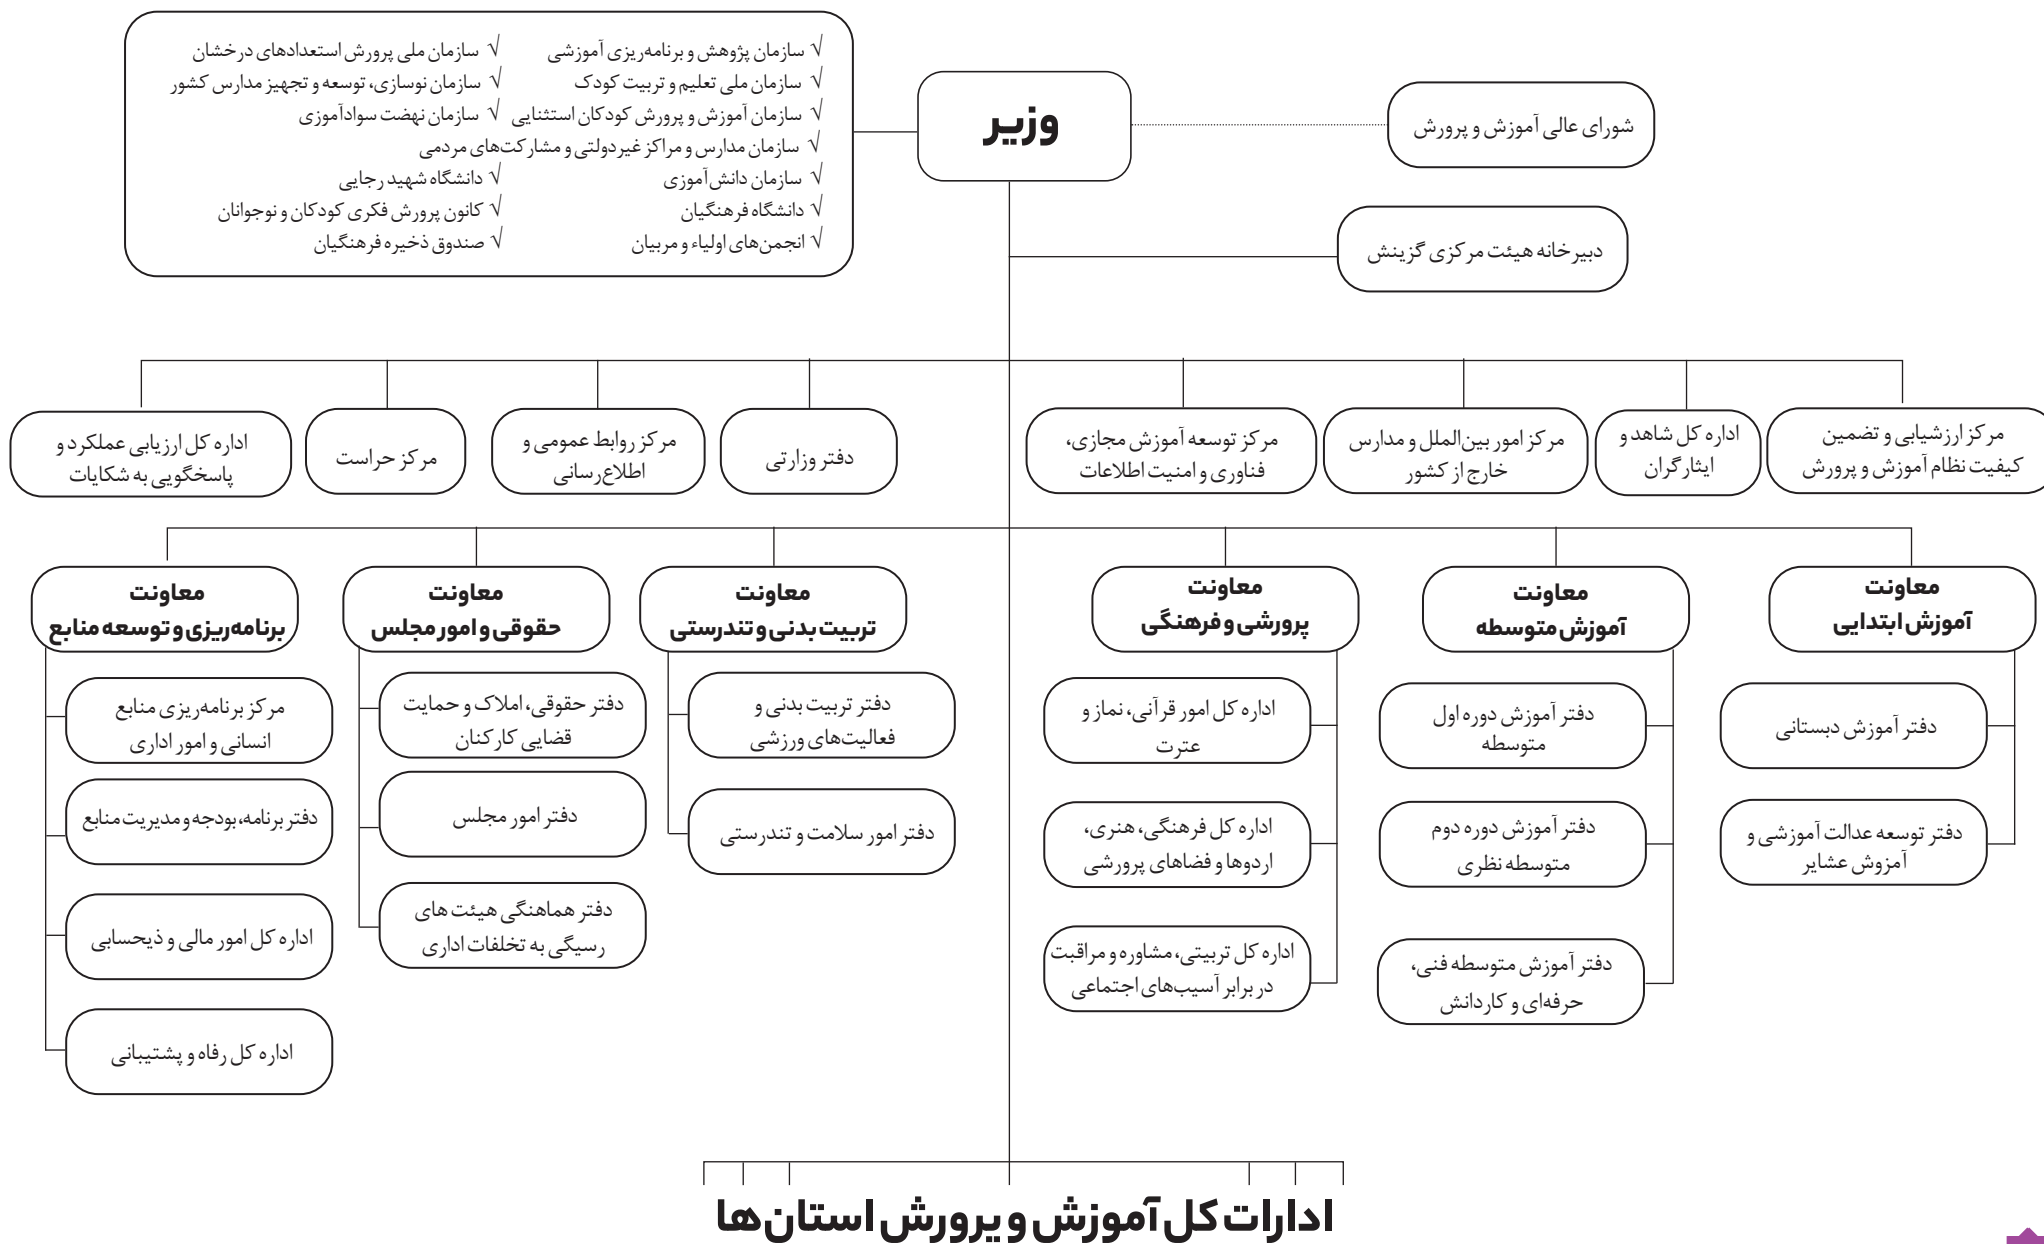 √ سازمان پژوهش و برنامه‌ریزی آموزشی
√ سازمان ملی پرورش استعدادهای درخشان
√ سازمان ملی تعلیم و تربیت کودک
√ سازمان نوسازی، توسعه و تجهیز مدارس کشور
√ سازمان آموزش و پرورش کودکان استثنایی
√ سازمان نهضت سوادآموزی
√ سازمان مدارس و مراکز غیردولتی و مشارکت‌های مردمی
√ سازمان دانش‌آموزی
√ دانشگاه شهید رجایی
√ دانشگاه فرهنگیان
√ کانون پرورش فکری کودکان و نوجوانان
√ انجمن‌های اولیاء و مربیان
√ صندوق ذخیره فرهنگیان
وزیر
شورای عالی آموزش و پرورش
دبیرخانه هیئت مرکزی گزینش
مرکز ارزشیابی و تضمین
کیفیت نظام آموزش و پرورش
اداره کل شاهد و
ایثارگران
مرکز امور بین‌الملل و مدارس
خارج از کشور
مرکز توسعه آموزش مجازی،
فناوری و امنیت اطلاعات
دفتر وزارتی
مرکز روابط عمومی و
اطلاع‌رسانی
مرکز حراست
اداره کل ارزیابی عملکرد و
پاسخگویی به شکایات
معاونت
آموزش ابتدایی
دفتر آموزش دبستانی
دفتر توسعه عدالت آموزشی و
آمزوش عشایر
معاونت
آموزش متوسطه
دفتر آموزش دوره اول
متوسطه
دفتر آموزش دوره دوم
متوسطه نظری
دفتر آموزش متوسطه فنی،
حرفه‌ای و کاردانش
معاونت
پرورشی و فرهنگی
اداره کل امور قرآنی، نماز و
عترت
اداره کل فرهنگی، هنری،
اردوها و فضاهای پرورشی
اداره کل تربیتی، مشاوره و مراقبت
در برابر آسیب‌های اجتماعی
معاونت
تربیت بدنی و تندرستی
دفتر تربیت بدنی و
فعالیت‌های ورزشی
دفتر امور سلامت و تندرستی
معاونت
حقوقی و امور مجلس
دفتر حقوقی، املاک و حمایت
قضایی کارکنان
دفتر امور مجلس
دفتر هماهنگی هیئت های
رسیگی به تخلفات اداری
معاونت
برنامه‌ریزی و توسعه منابع
مرکز برنامه‌ریزی منابع
انسانی و امور اداری
دفتر برنامه، بودجه و مدیریت منابع
اداره کل امور مالی و ذیحسابی
اداره کل رفاه و پشتیبانی
ادارات کل آموزش و پرورش استان‌ها